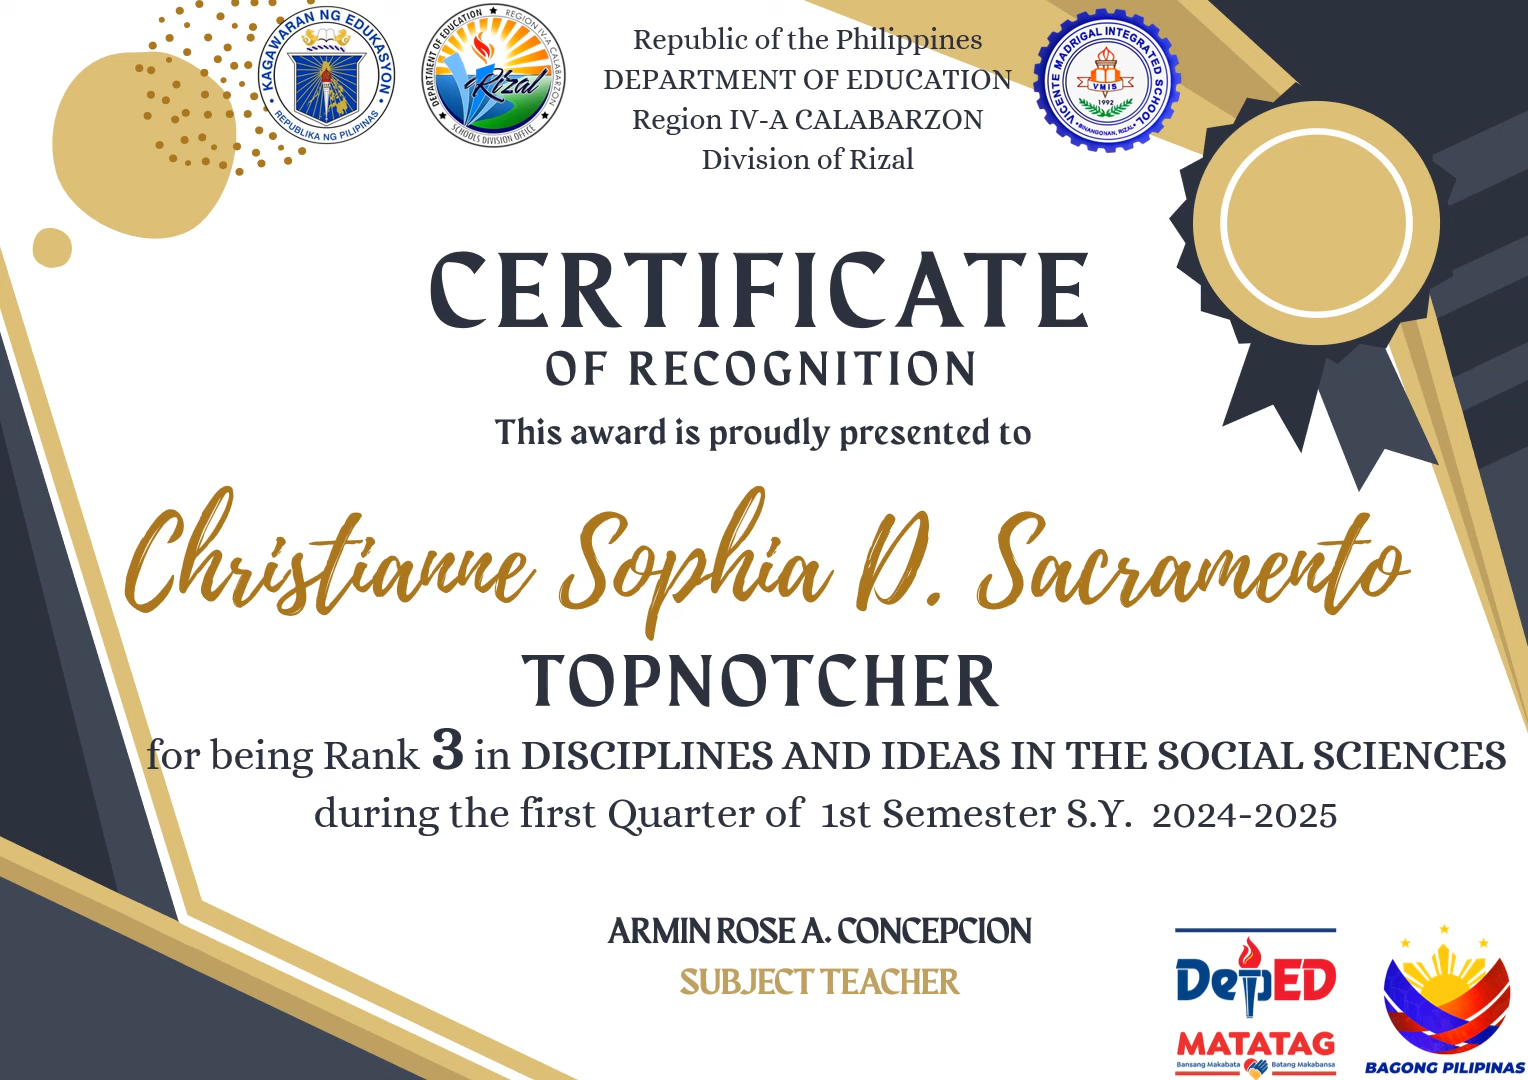 KAGAWARAN NG EDUKASYON
REPUBLIKA NG PILIPINAS
DEPARTMENT OF EDUCATION
REGION IV-A CALABARZON
Rizal
SCHOOLS DIVISION OFFICE
Republic of the Philippines
DEPARTMENT OF EDUCATION
Region IV-A CALABARZON
Division of Rizal
VICENTE MADRIGAL INTEGRATED SCHOOL
VMIS
1992
BINANGONAN, RIZAL
CERTIFICATE
OF RECOGNITION
This award is proudly presented to
Christianne Sophia D. Sacramento
TOPNOTCHER
for being Rank 3 in DISCIPLINES AND IDEAS IN THE SOCIAL SCIENCES
during the first Quarter of 1st Semester S.Y. 2024-2025
ARMIN ROSE A. CONCEPCION
SUBJECT TEACHER
DepED
MATATAG
Bansang Makabata Batang Makabansa
BAGONG PILIPINAS